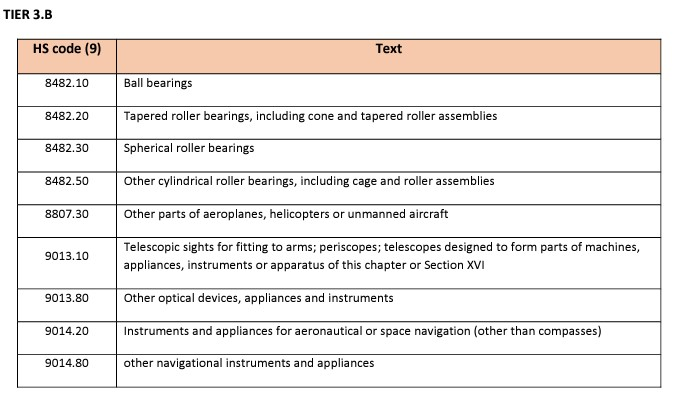 TIER 3.B
HS code (9) Text
8482.10 Ball bearings
8482.20 Tapered roller bearings, including cone and tapered roller assemblies
8482.30 Spherical roller bearings
8482.50 Other cylindrical roller bearings, including cage and roller assemblies
8807.30 Other parts of aeroplanes, helicopters or unmanned aircraft
9013.10 Telescopic sights for fitting to arms; periscopes; telescopes designed to form parts of machines,
appliances, instruments or apparatus of this chapter or Section XVI
9013.80 Other optical devices, appliances and instruments
9014.20 Instruments and appliances for aeronautical or space navigation (other than compasses)
9014.80 other navigational instruments and appliances